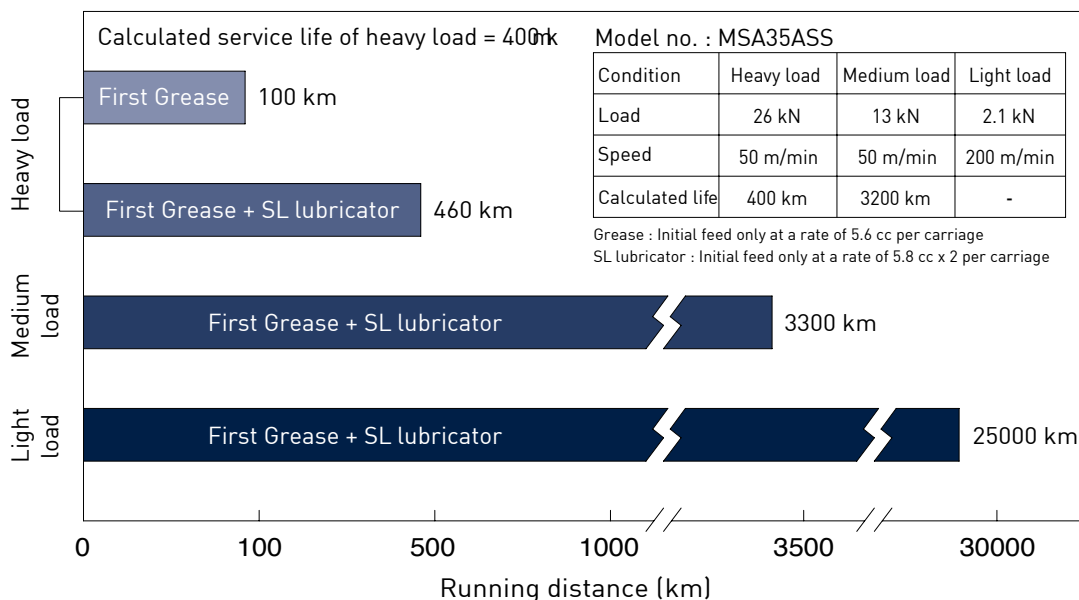 Calculated service life of heavy load = 400
Model no. : MSA35ASS
Condition Heavy load Medium load Light load
Load 26 kN 13 kN 2.1 kN
Speed 50 m/min 50 m/min 200 m/min
Calculated life 400 km 3200 km -
Grease : Initial feed only at a rate of 5.6 cc per carriage
SL lubricator : Initial feed only at a rate of 5.8 cc x 2 per carriage
Heavy load
First Grease 100 km
First Grease + SL lubricator 460 km
Medium
load
First Grease + SL lubricator 3300 km
Light
load
First Grease + SL lubricator 25000 km
0 100 500 1000 3500 30000
Running distance (km)